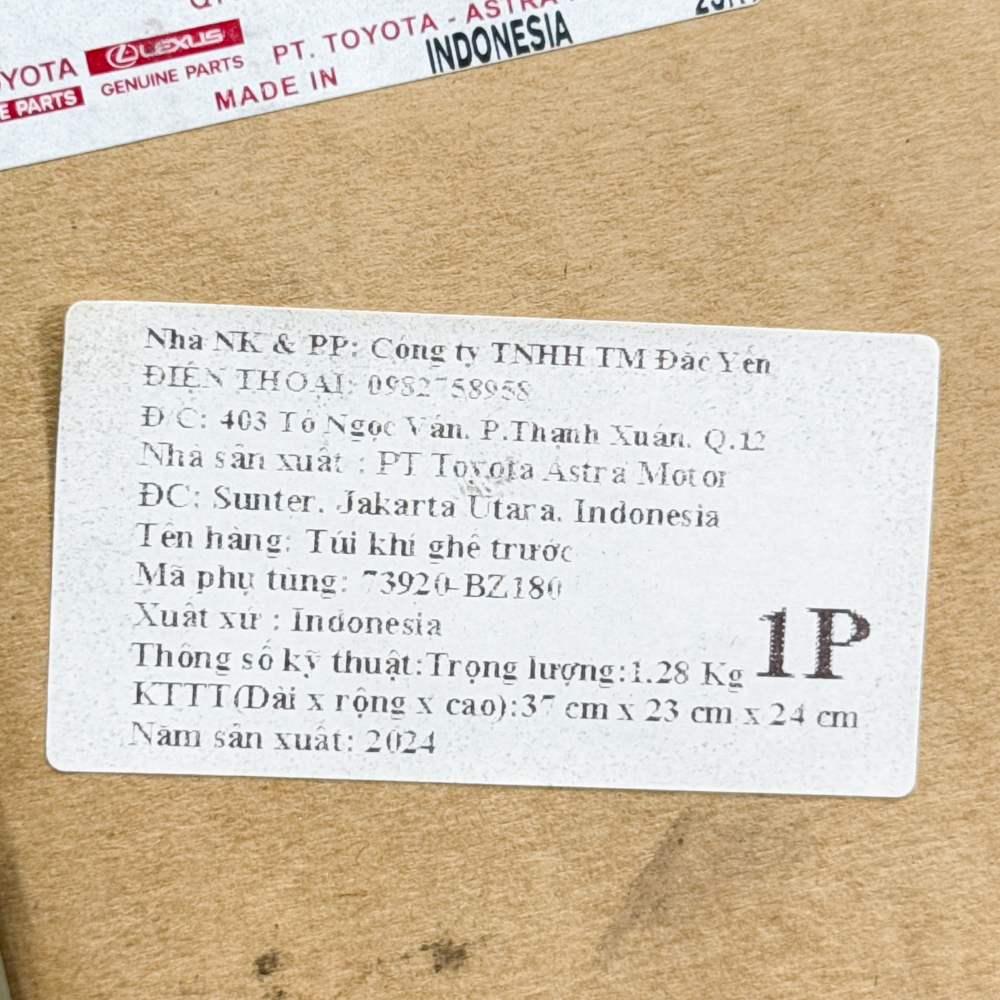 TOYOTA
LEXUS
GENUINE PARTS
PT. TOYOTA - ASTRA
MADE IN INDONESIA
Nhà NK & PP: Công ty TNHH TM Đắc Yến
ĐIỆN THOẠI: 0982758958
Đ/C: 403 Tô Ngọc Vân, P.Thạnh Xuân, Q.12
Nhà sản xuất : PT Toyota Astra Motor
ĐC: Sunter, Jakarta Utara, Indonesia
Tên hàng: Túi khí ghế trước
Mã phụ tùng: 73920-BZ180
Xuất xứ : Indonesia
Thông số kỹ thuật:Trọng lượng:1.28 Kg
1P
KTTT(Dài x rộng x cao):37 cm x 23 cm x 24 cm
Năm sản xuất: 2024